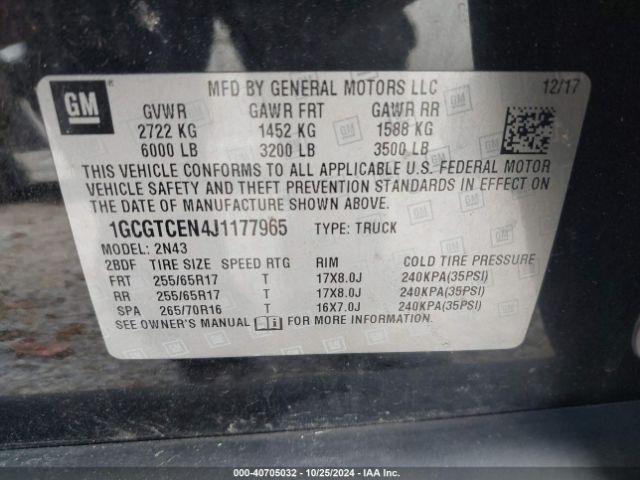 GM
MFD BY GENERAL MOTORS LLC 12/17
GVWR GAWR FRT GAWR RR
2722 KG 1452 KG 1588 KG
6000 LB 3200 LB 3500 LB
THIS VEHICLE CONFORMS TO ALL APPLICABLE U.S. FEDERAL MOTOR
VEHICLE SAFETY AND THEFT PREVENTION STANDARDS IN EFFECT ON
THE DATE OF MANUFACTURE SHOWN ABOVE.
1GCGTCEN4J1177965 TYPE: TRUCK
MODEL: 2N43
2BDF TIRE SIZE SPEED RTG RIM COLD TIRE PRESSURE
FRT 255/65R17 T 17X8.0J 240KPA(35PSI)
RR 255/65R17 T 17X8.0J 240KPA(35PSI)
SPA 265/70R16 T 16X7.0J 240KPA(35PSI)
SEE OWNER'S MANUAL FOR MORE INFORMATION.
000-40705032 - 10/25/2024 - IAAI.com